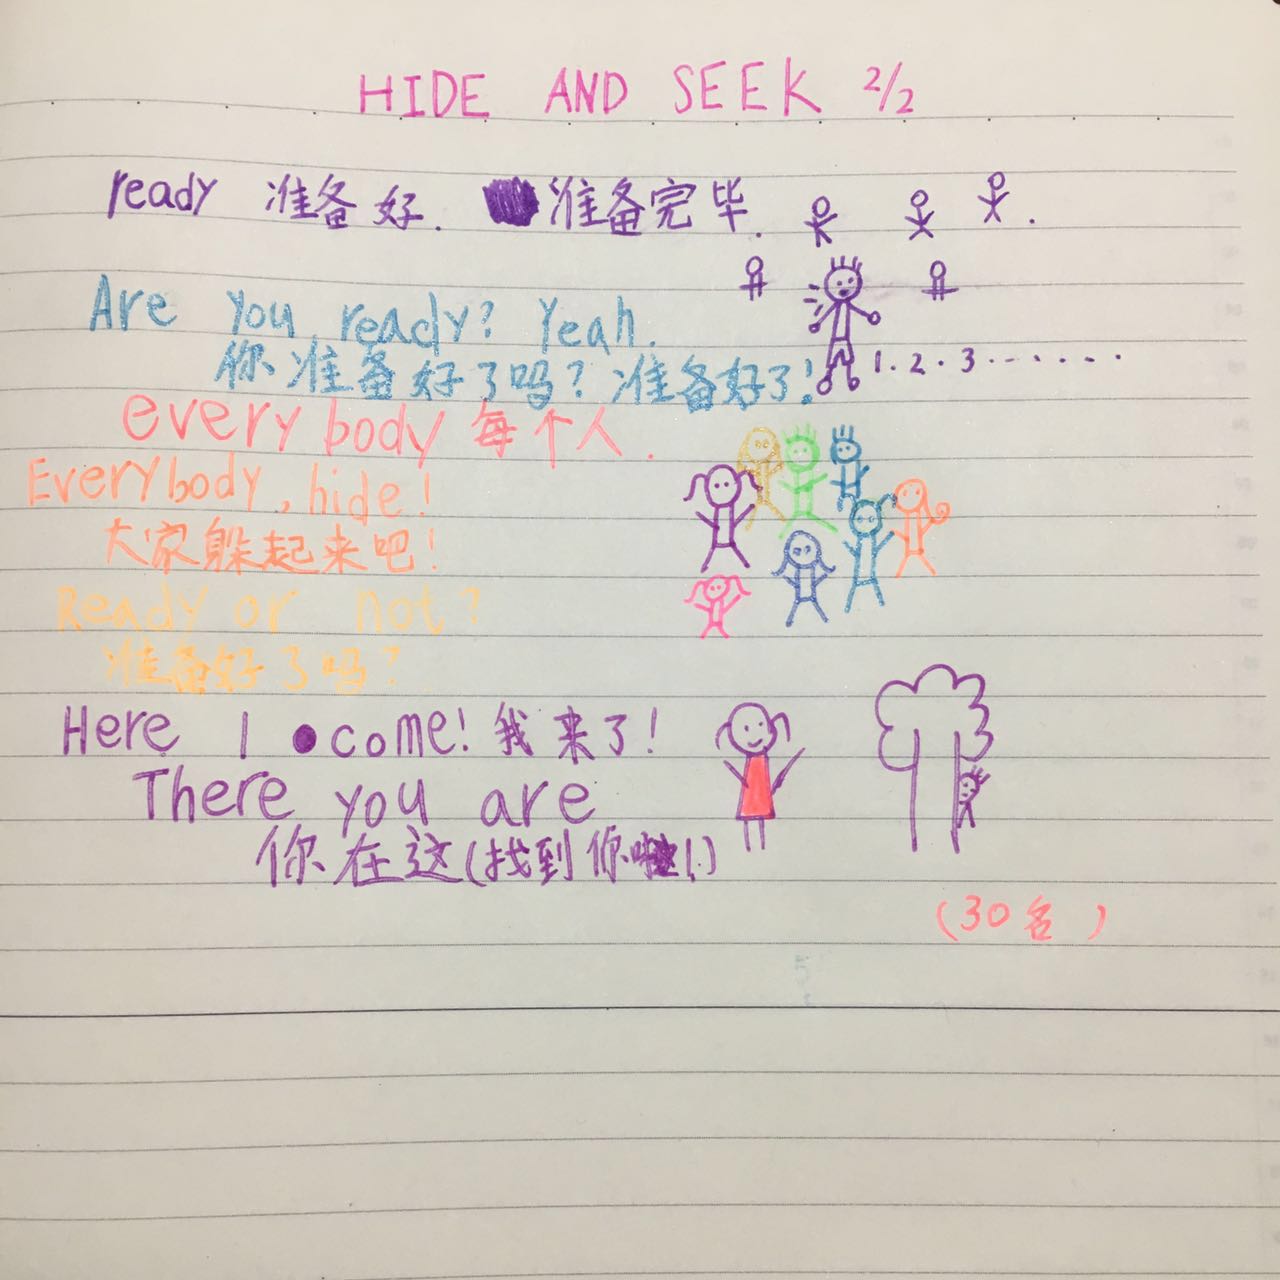 HIDE AND SEEK 2/2
ready 准备好. 准备完毕.
Are you ready? Yeah.
1.2.3.......
你准备好了吗? 准备好了!
every body 每个人.
Everybody, hide!
大家躲起来吧!
Ready or not?
准备好了吗?
Here I come! 我来了!
There you are
你在这(找到你啦!.)
(30名)